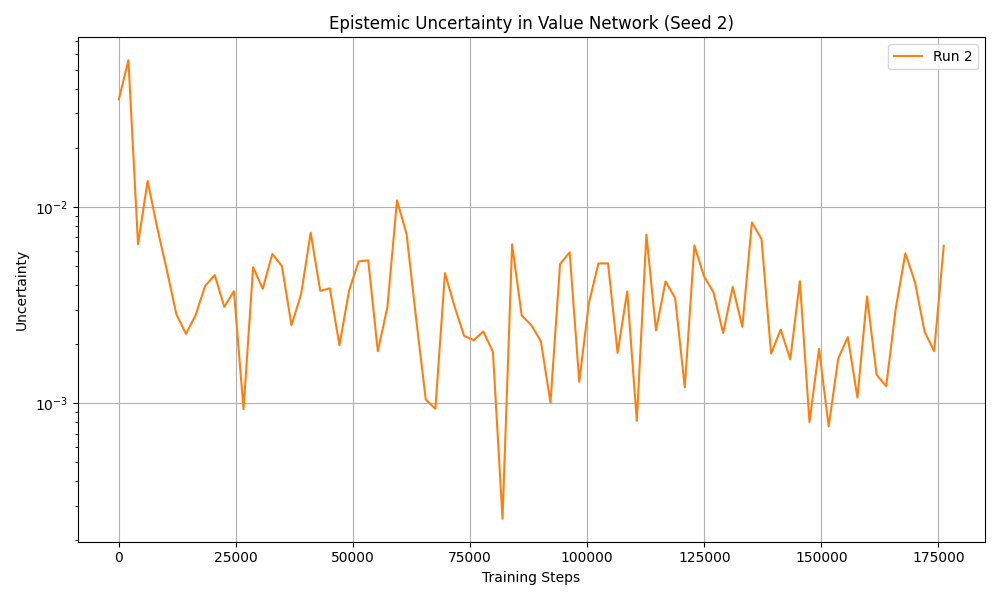 Epistemic Uncertainty in Value Network (Seed 2)
Run 2
Uncertainty
10⁻²
10⁻³
0 25000 50000 75000 100000 125000 150000 175000
Training Steps